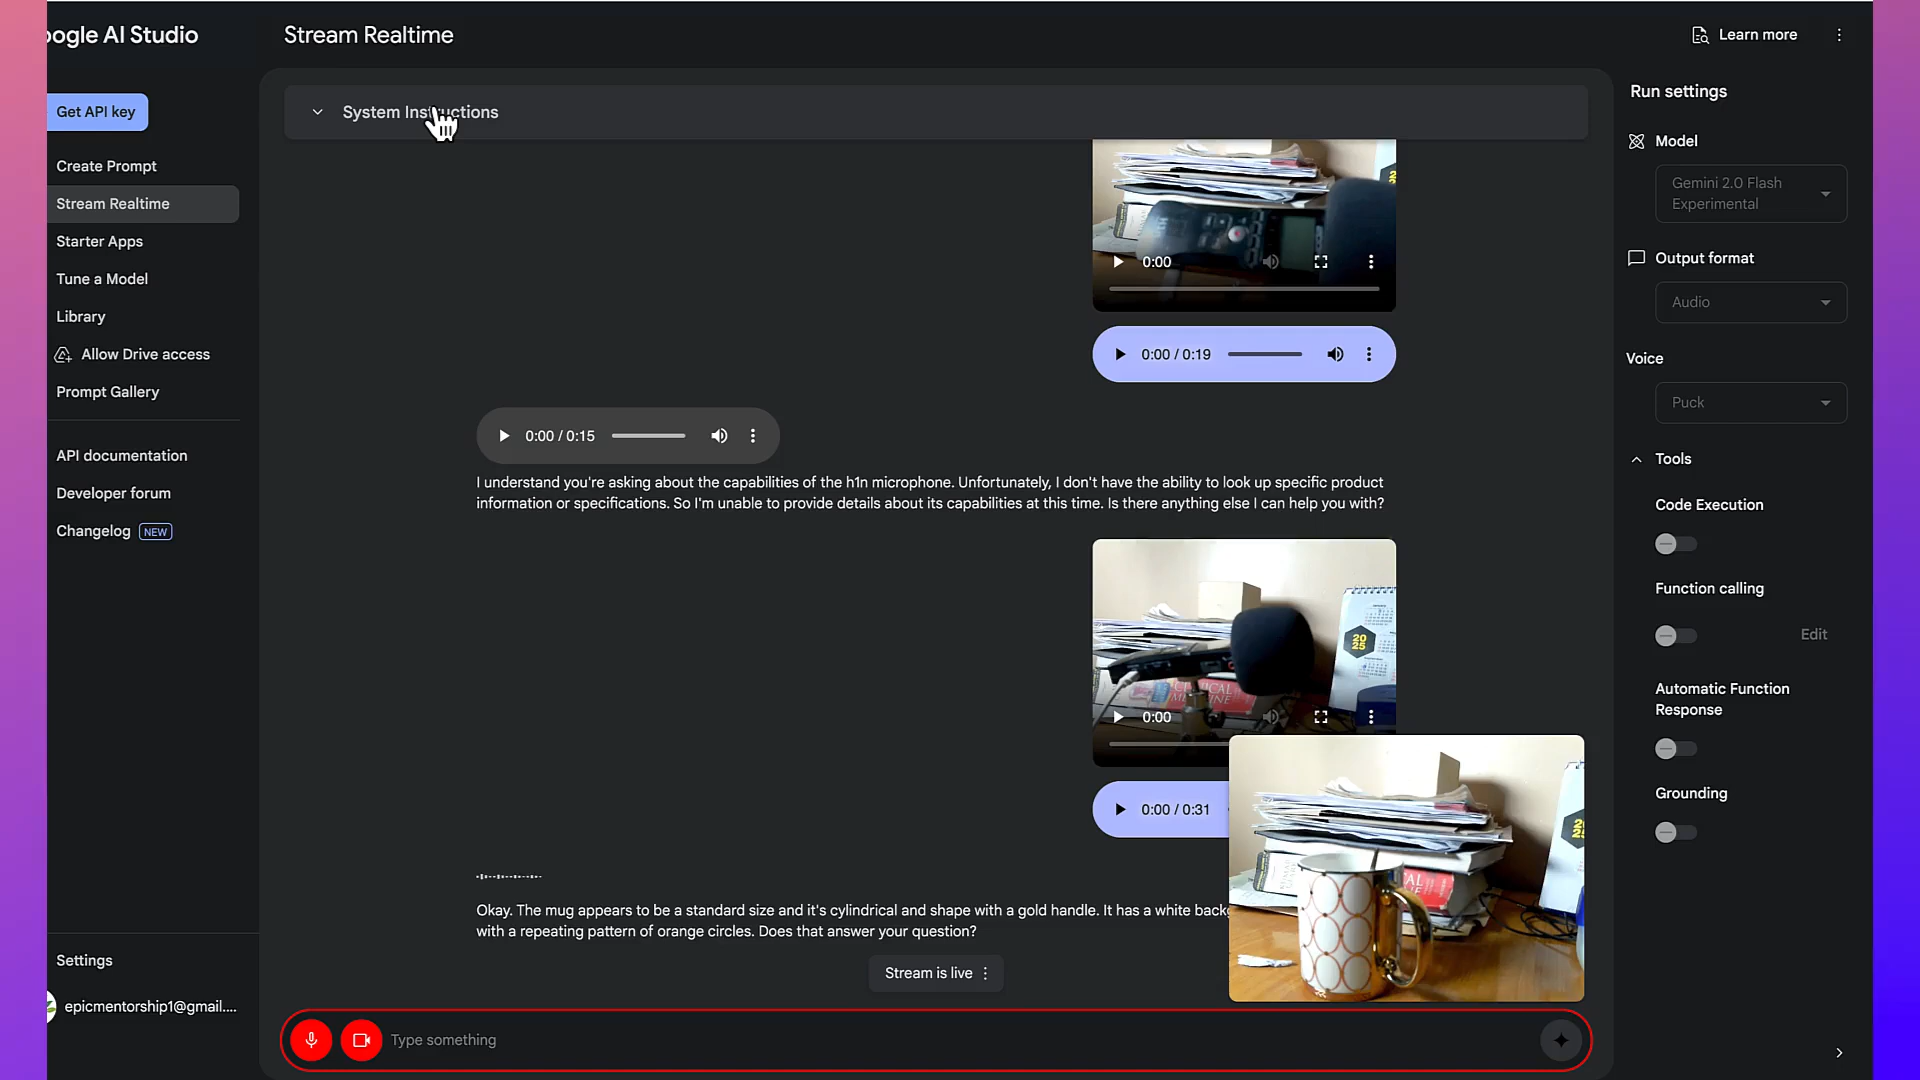 oogle AI Studio
Stream Realtime
Learn more
Get API key
Create Prompt
Stream Realtime
Starter Apps
Tune a Model
Library
Allow Drive access
Prompt Gallery
API documentation
Developer forum
Changelog NEW
Settings
epicmentorship1@gmail....
System Instructions
0:00
0:00 / 0:19
0:00 / 0:15
I understand you're asking about the capabilities of the h1n microphone. Unfortunately, I don't have the ability to look up specific product
information or specifications. So I'm unable to provide details about its capabilities at this time. Is there anything else I can help you with?
20
25
0:00
0:00 / 0:31
Okay. The mug appears to be a standard size and it's cylindrical and shape with a gold handle. It has a white backg
with a repeating pattern of orange circles. Does that answer your question?
Stream is live
Type something
Run settings
Model
Gemini 2.0 Flash
Experimental
Output format
Audio
Voice
Puck
Tools
Code Execution
Function calling
Edit
Automatic Function
Response
Grounding